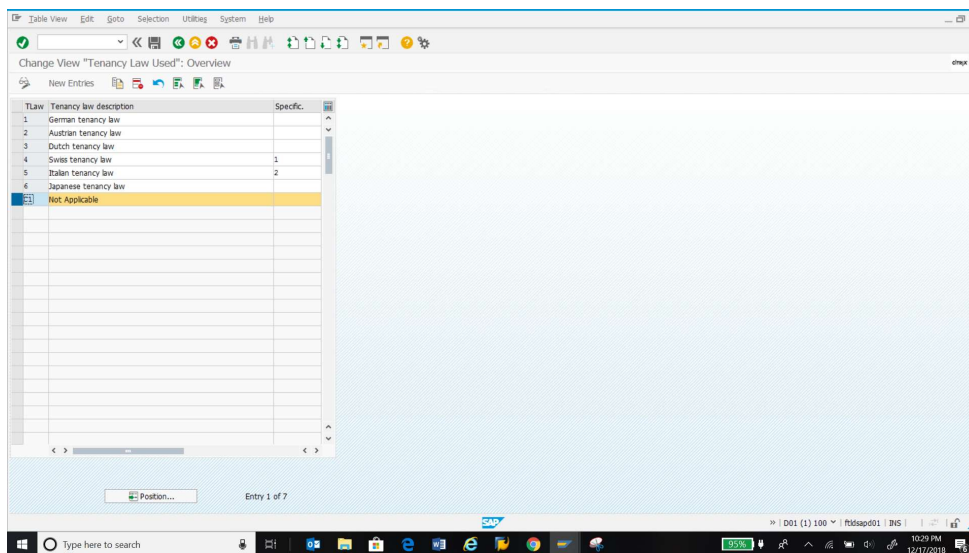 Table View Edit Goto Selection Utilities System Help
Change View "Tenancy Law Used": Overview
citrix
New Entries
TLaw Tenancy law description Specific.
1 German tenancy law
2 Austrian tenancy law
3 Dutch tenancy law
4 Swiss tenancy law 1
5 Italian tenancy law 2
6 Japanese tenancy law
Not Applicable
Position... Entry 1 of 7
SAP
» D01 (1) 100 ftldsapd01 INS
Type here to search
95%
10:29 PM
12/17/2018